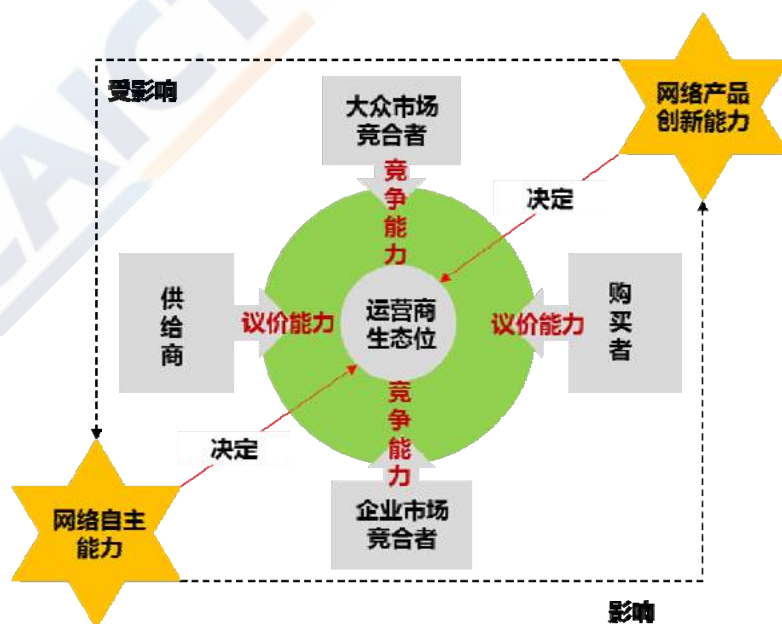 受影响
网络产品
创新能力
大众市场
竞合者
竞争能力
决定
供给商
议价能力
运营商
生态位
议价能力
购买者
竞争能力
决定
企业市场
竞合者
网络自主
能力
影响
CAICT